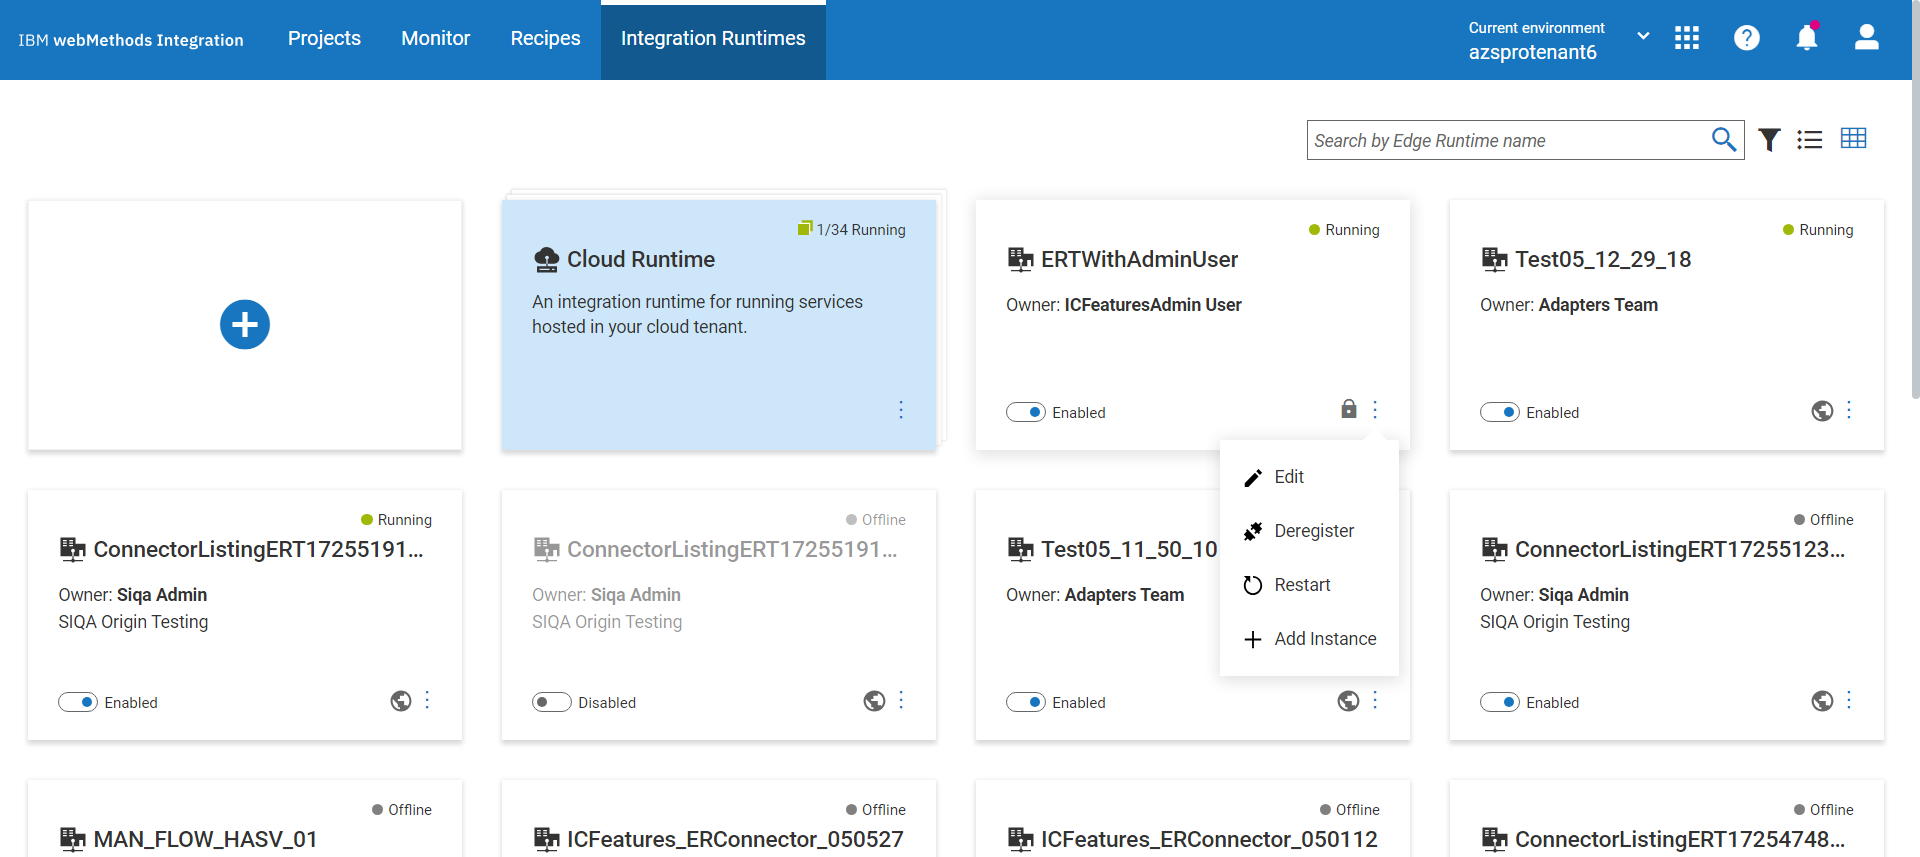 IBM webMethods Integration
Projects
Monitor
Recipes
Integration Runtimes
Current environment
azsprotenant6
Search by Edge Runtime name
1/34 Running
Cloud Runtime
An integration runtime for running services
hosted in your cloud tenant.
Running
ERTWithAdminUser
Owner: ICFeaturesAdmin User
Enabled
Running
Test05_12_29_18
Owner: Adapters Team
Enabled
Edit
Deregister
Restart
Add Instance
Running
ConnectorListingERT17255191...
Owner: Siqa Admin
SIQA Origin Testing
Enabled
Offline
ConnectorListingERT17255191...
Owner: Siqa Admin
SIQA Origin Testing
Disabled
Test05_11_50_10
Owner: Adapters Team
Enabled
Offline
ConnectorListingERT17255123...
Owner: Siqa Admin
SIQA Origin Testing
Enabled
Offline
MAN_FLOW_HASV_01
Offline
ICFeatures_ERConnector_050527
Offline
ICFeatures_ERConnector_050112
Offline
ConnectorListingERT17254748...